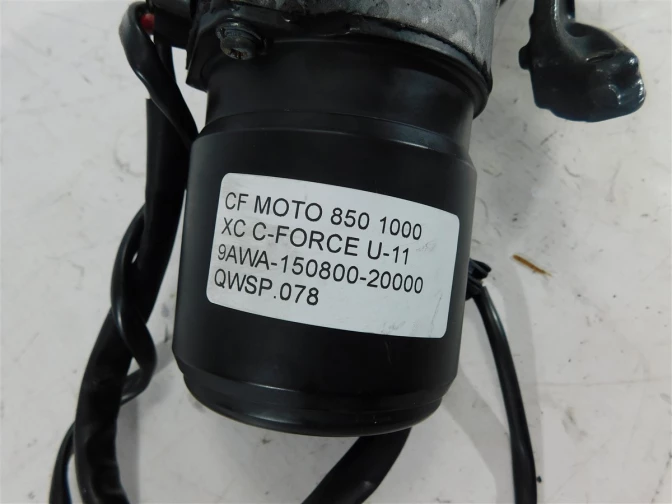 CF MOTO 850 1000
XC C-FORCE U-11
9AWA-150800-20000
QWSP.078